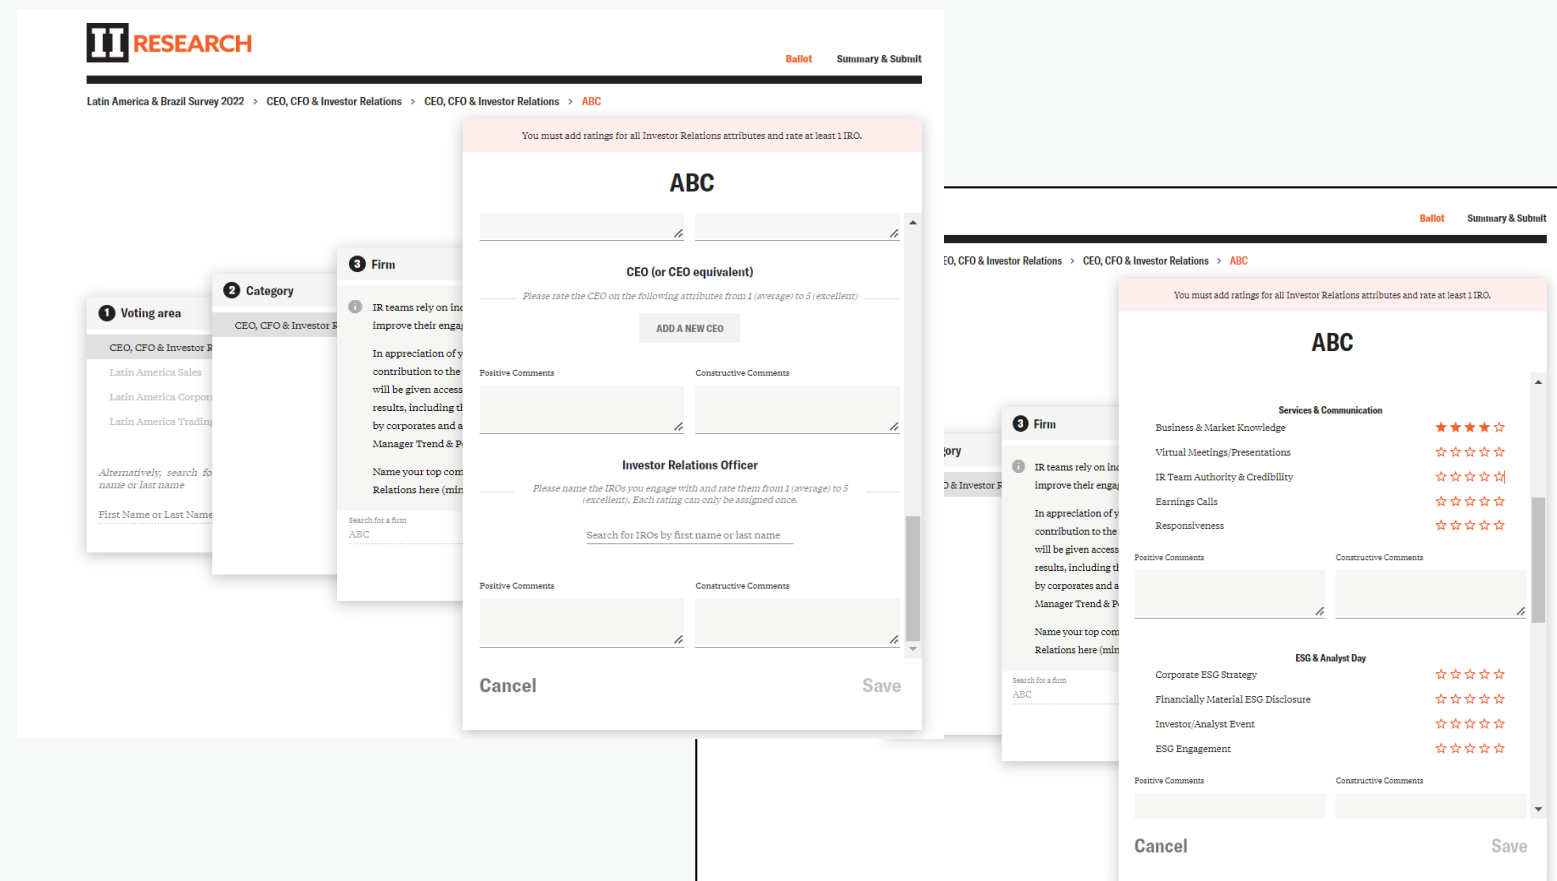 II RESEARCH
Ballot Summary & Submit
Latin America & Brazil Survey 2022 > CEO, CFO & Investor Relations > CEO, CFO & Investor Relations > ABC
You must add ratings for all Investor Relations attributes and rate at least 1 IRO.
ABC
1 Voting area
CEO, CFO & Investor R
Latin America Sales
Latin America Corpor
Latin America Trading
Alternatively, search fo
name or last name
First Name or Last Name
2 Category
CEO, CFO & Investor R
3 Firm
IR teams rely on inc
improve their engag
In appreciation of y
contribution to the
will be given access
results, including th
by corporates and a
Manager Trend & P
Name your top com
Relations here (min
Search for a firm
ABC
CEO (or CEO equivalent)
Please rate the CEO on the following attributes from 1 (average) to 5 (excellent)
ADD A NEW CEO
Positive Comments
Constructive Comments
Investor Relations Officer
Please name the IROs you engage with and rate them from 1 (average) to 5
(excellent). Each rating can only be assigned once.
Search for IROs by first name or last name
Positive Comments
Constructive Comments
Cancel
Save
Ballot Summary & Submit
EO, CFO & Investor Relations > CEO, CFO & Investor Relations > ABC
You must add ratings for all Investor Relations attributes and rate at least 1 IRO.
ABC
gory
O & Investor R
3 Firm
IR teams rely on inc
improve their engag
In appreciation of y
contribution to the
will be given access
results, including th
by corporates and a
Manager Trend & P
Name your top com
Relations here (min
Search for a firm
ABC
Services & Communication
Business & Market Knowledge
Virtual Meetings/Presentations
IR Team Authority & Credibility
Earnings Calls
Responsiveness
Positive Comments
Constructive Comments
ESG & Analyst Day
Corporate ESG Strategy
Financially Material ESG Disclosure
Investor/Analyst Event
ESG Engagement
Positive Comments
Constructive Comments
Cancel
Save